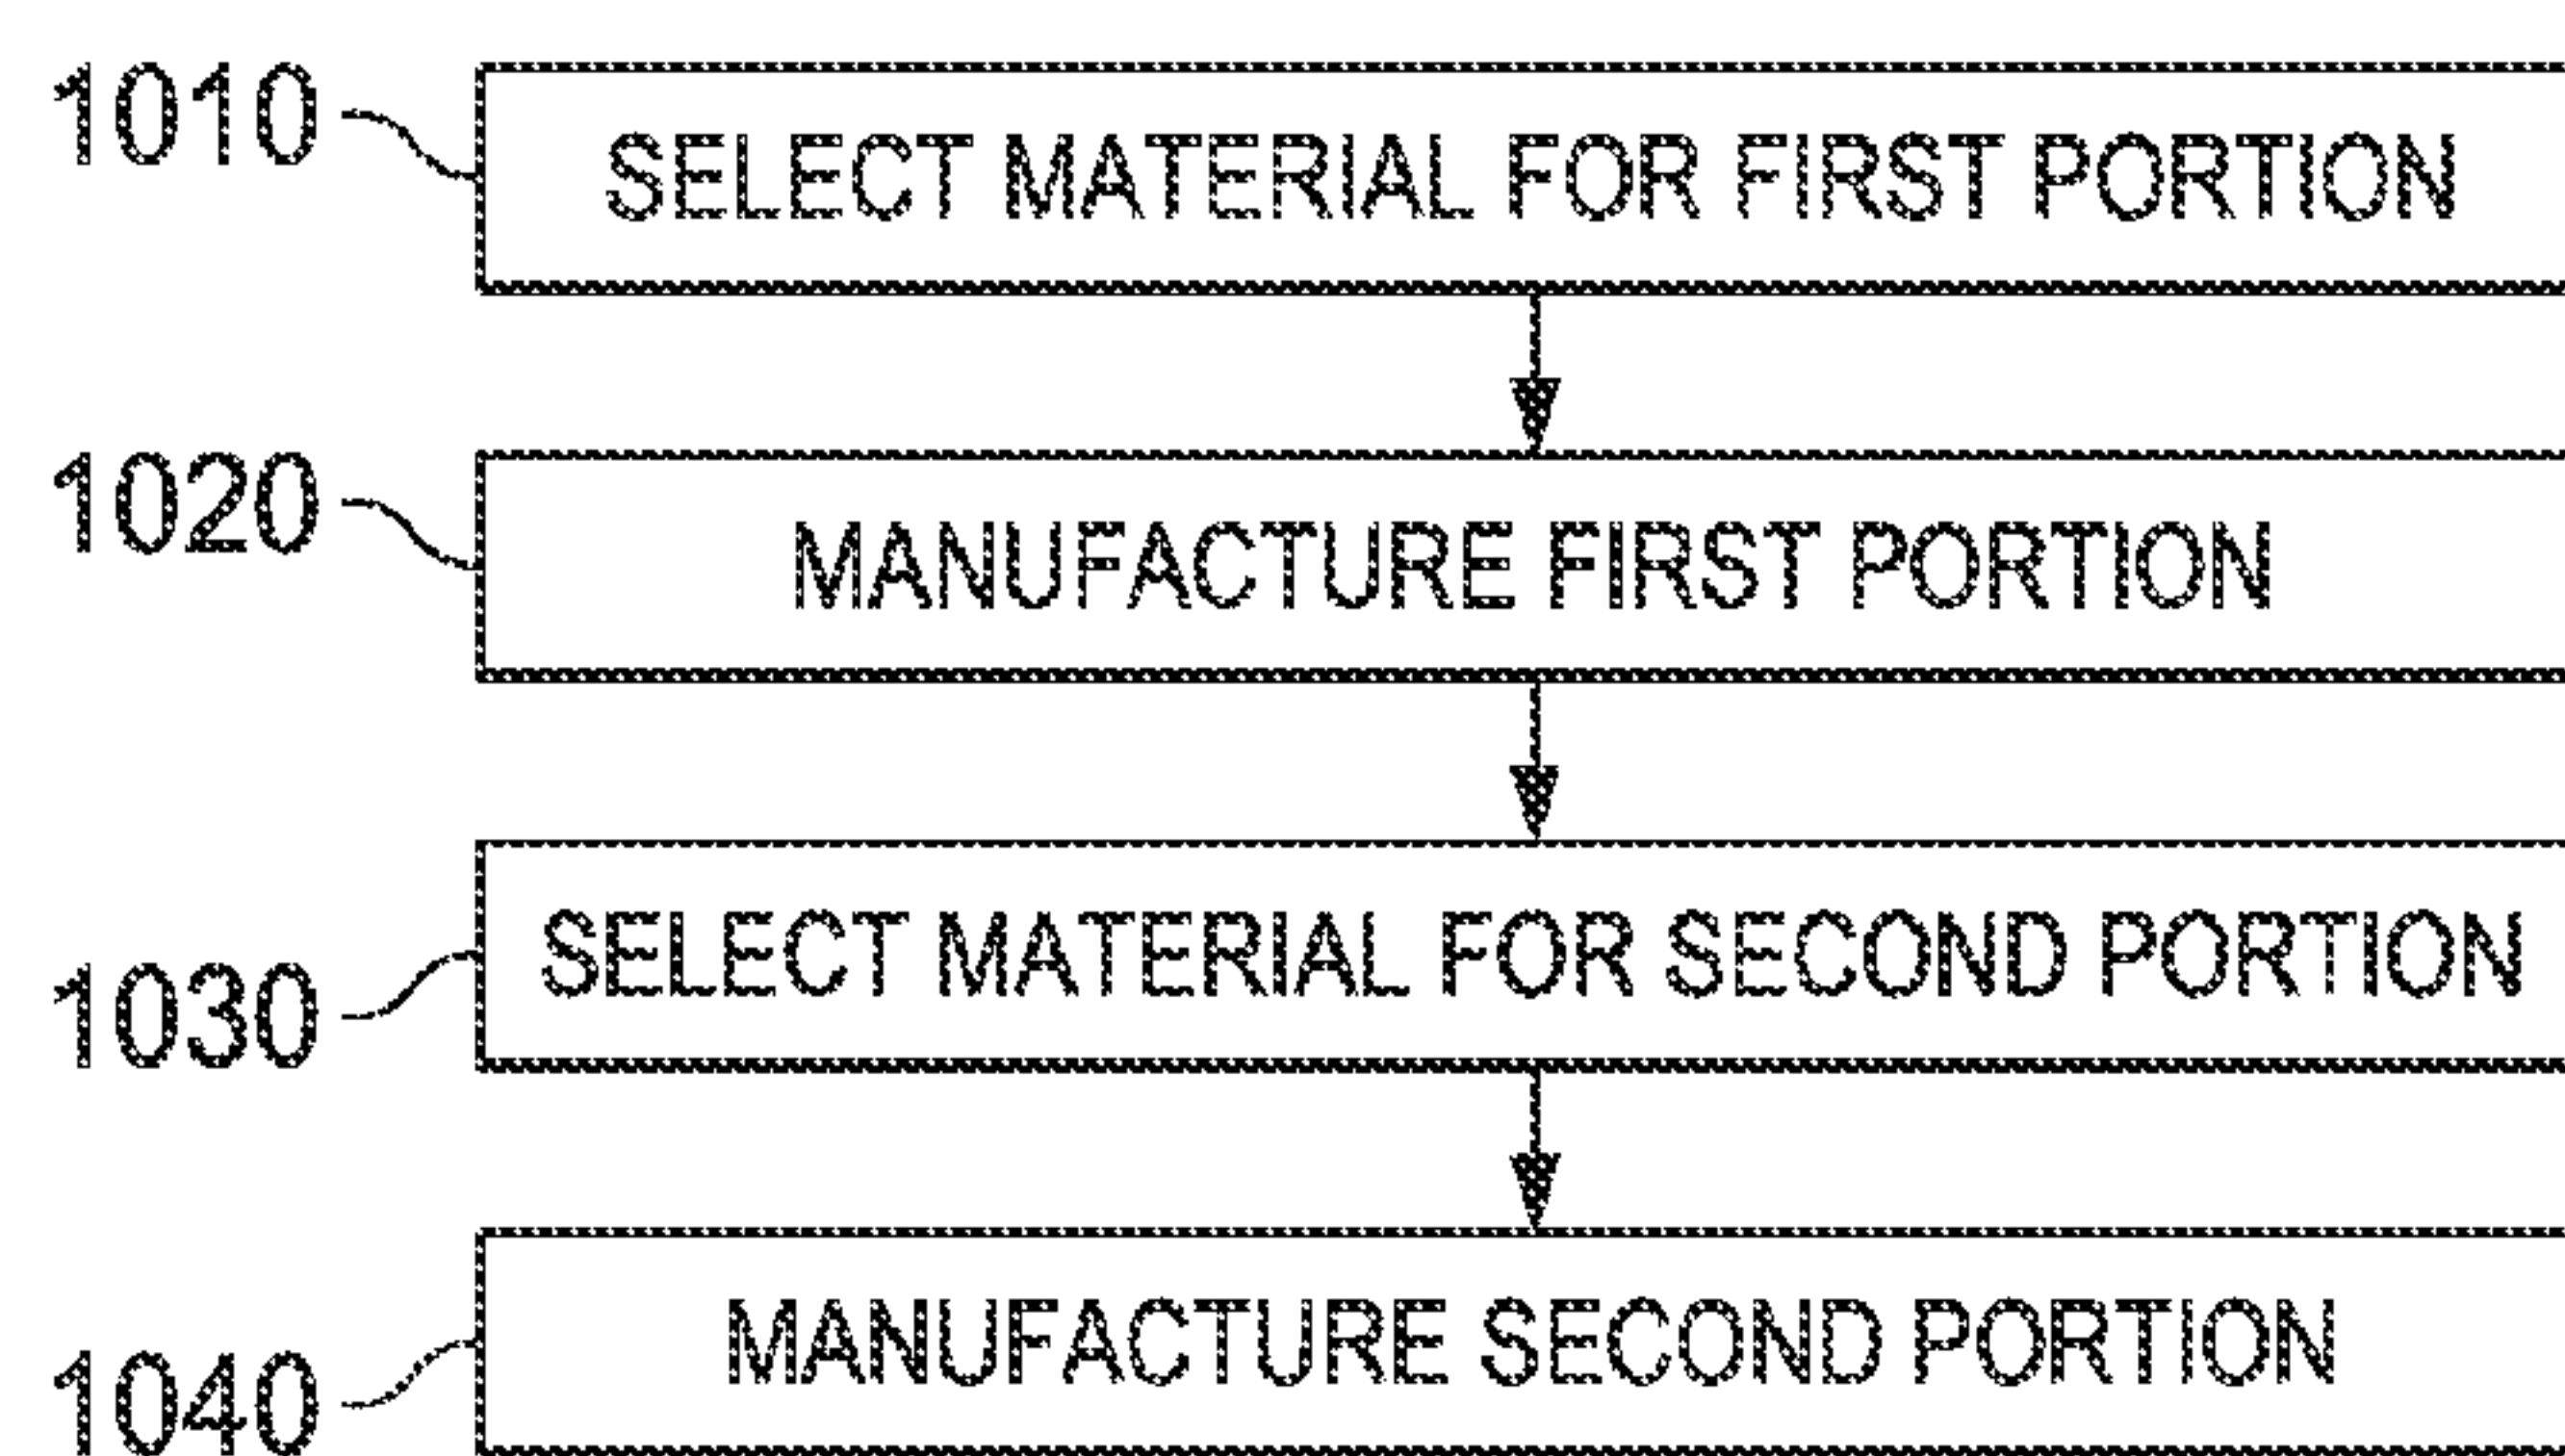 1010 SELECT MATERIAL FOR FIRST PORTION
1020 MANUFACTURE FIRST PORTION
1030 SELECT MATERIAL FOR SECOND PORTION
1040 MANUFACTURE SECOND PORTION